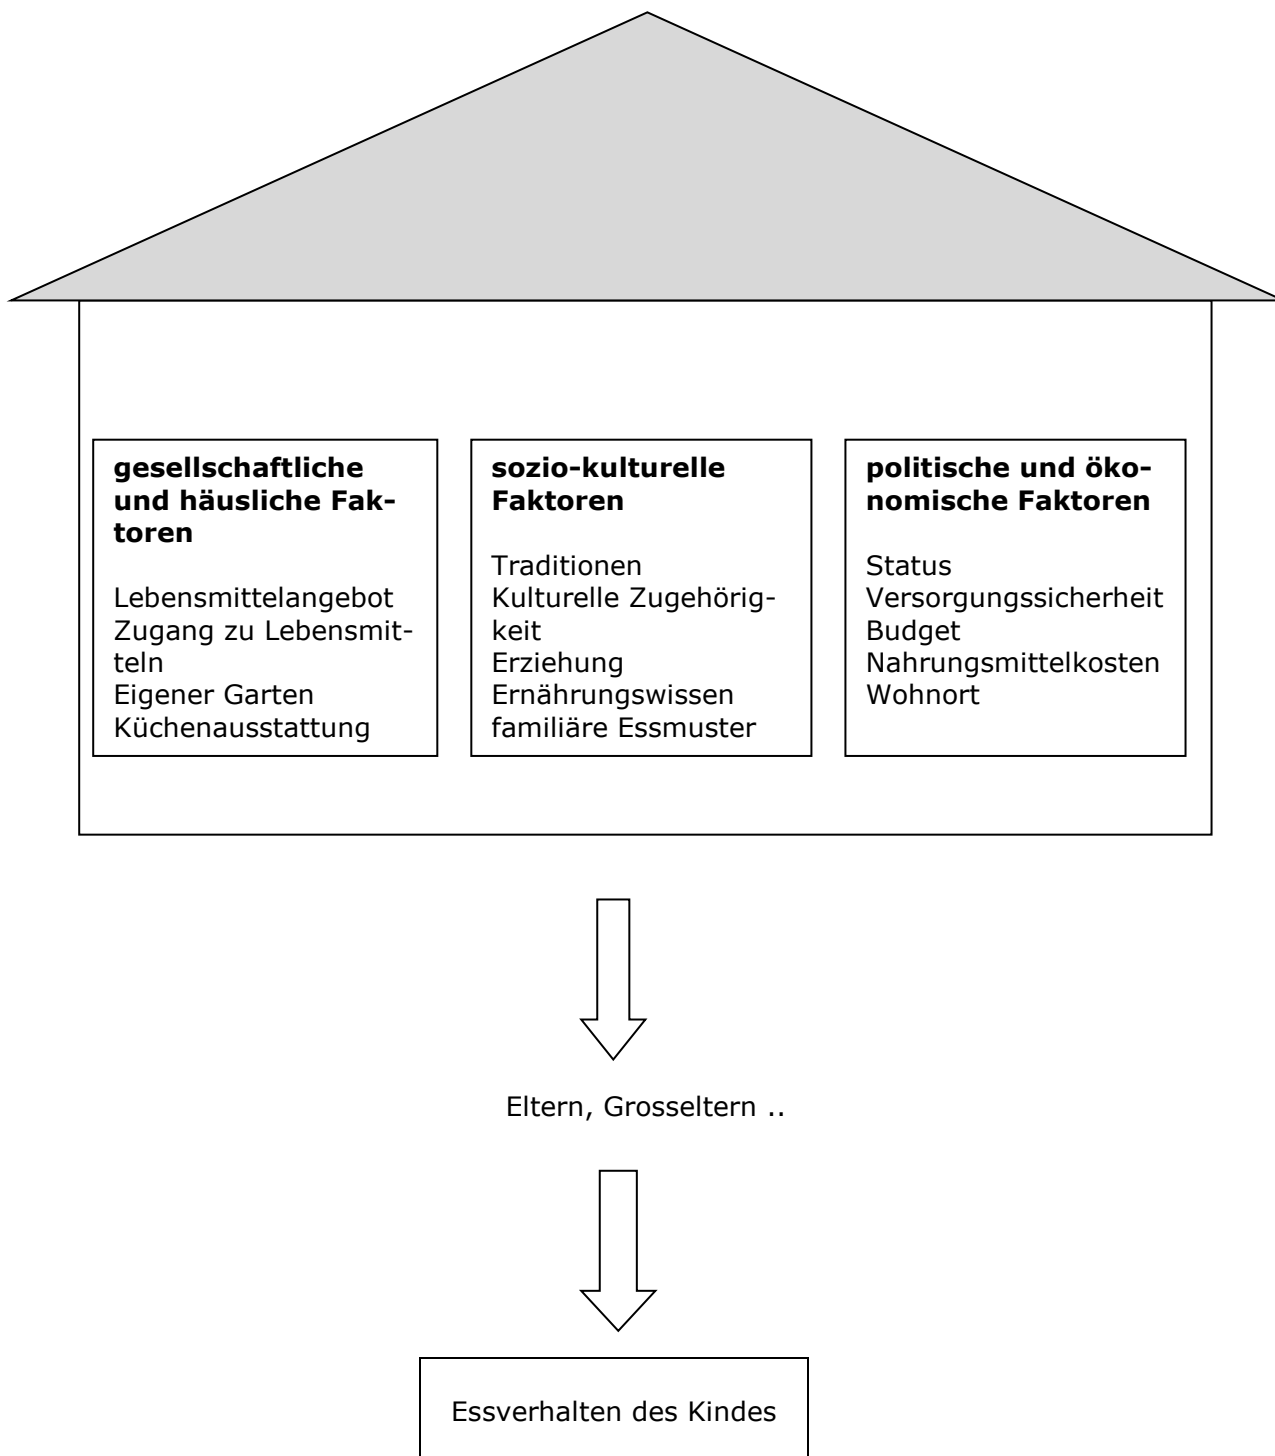 gesellschaftliche
und häusliche Fak-
toren
Lebensmittelangebot
Zugang zu Lebensmit-
teln
Eigener Garten
Küchenausstattung
sozio-kulturelle
Faktoren
Traditionen
Kulturelle Zugehörig-
keit
Erziehung
Ernährungswissen
familiäre Essmuster
politische und öko-
nomische Faktoren
Status
Versorgungssicherheit
Budget
Nahrungsmittelkosten
Wohnort
Eltern, Grosseltern ..
Essverhalten des Kindes